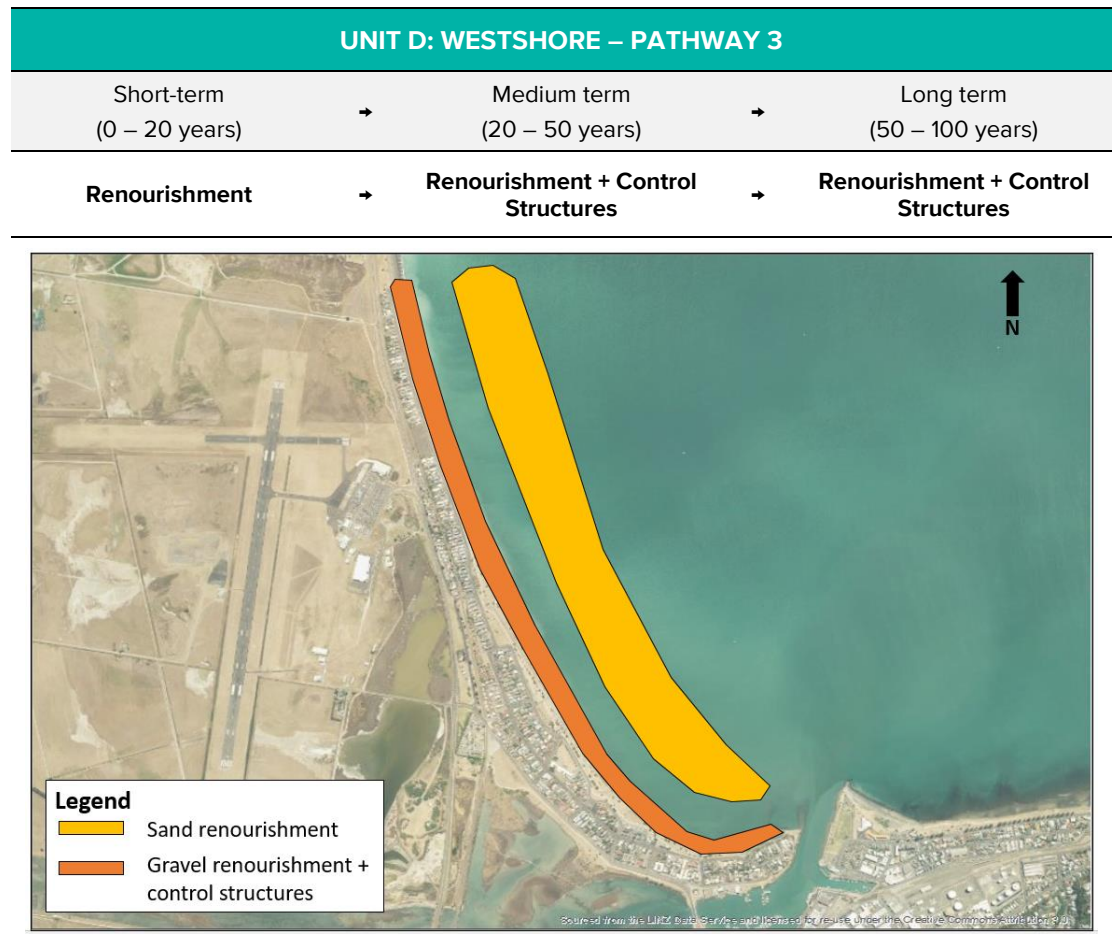 UNIT D: WESTSHORE – PATHWAY 3
Short-term
(0 – 20 years)
➔
Medium term
(20 – 50 years)
➔
Long term
(50 – 100 years)
Renourishment
➔
Renourishment + Control
Structures
➔
Renourishment + Control
Structures
N
Legend
Sand renourishment
Gravel renourishment +
control structures
Sourced from the LINZ Data Service and licensed for re-use under the Creative Commons Attribution